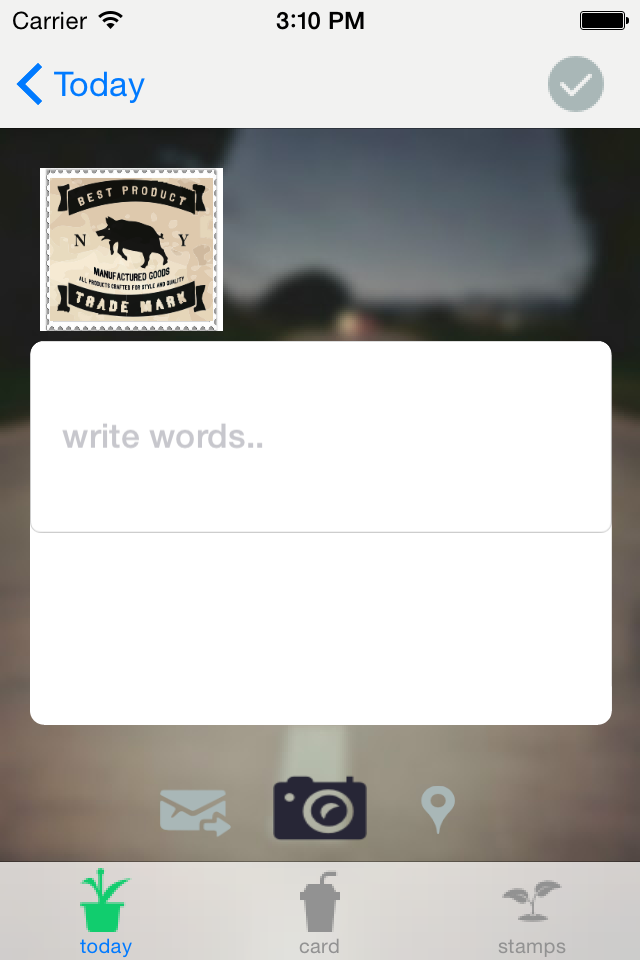 Carrier 3:10 PM
Today
BEST PRODUCT
N Y
MANUFACTURED GOODS
ALL PRODUCTS CRAFTED FOR STYLE AND QUALITY
TRADE MARK
write words..
today card stamps